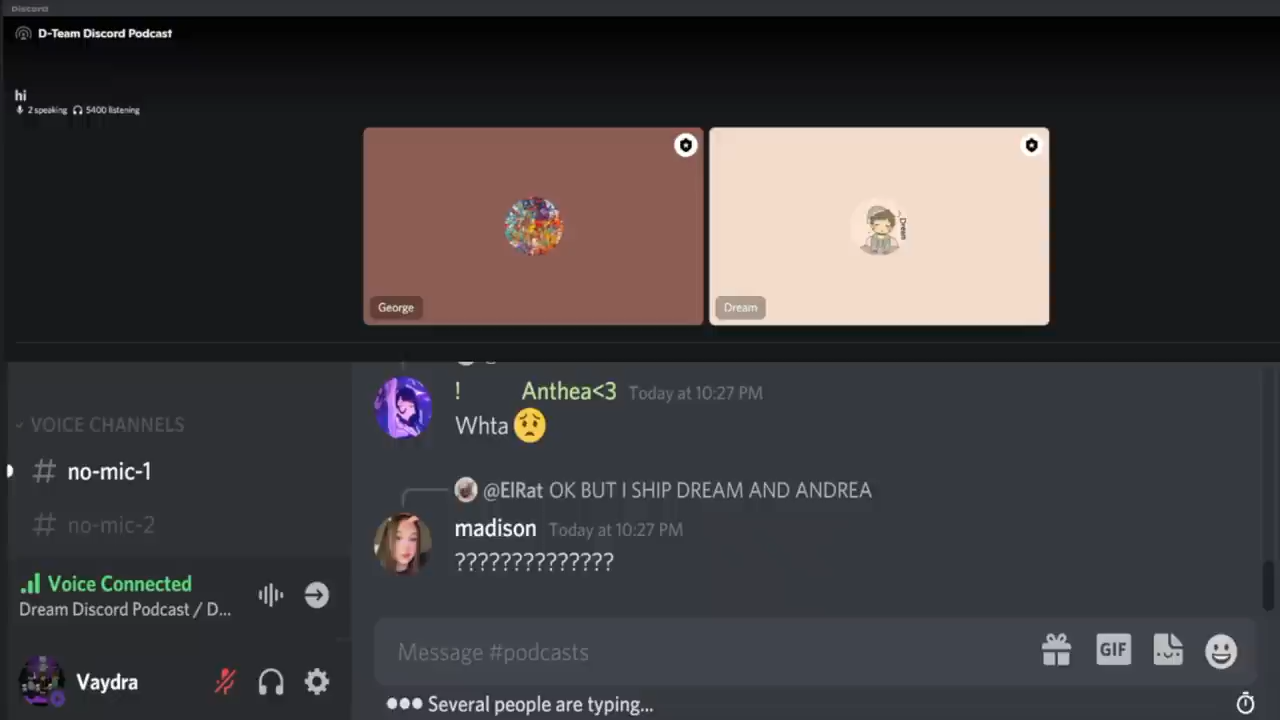 Discord
D-Team Discord Podcast
hi
2 speaking 5400 listening
George
Dream
Dream
VOICE CHANNELS
no-mic-1
no-mic-2
Voice Connected
Dream Discord Podcast / D...
Vaydra
! Anthea<3 Today at 10:27 PM
Whta
@ElRat OK BUT I SHIP DREAM AND ANDREA
madison Today at 10:27 PM
??????????????
Message #podcasts
GIF
Several people are typing...